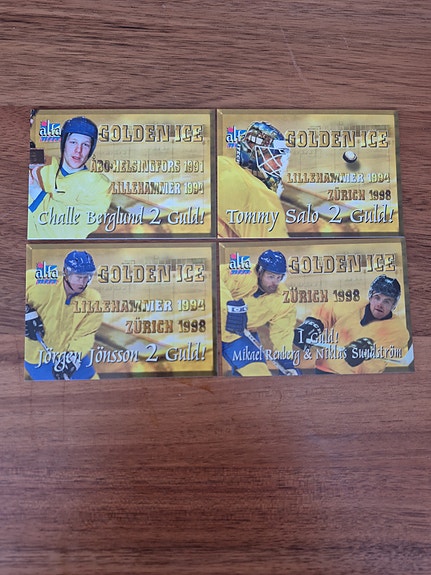 alfa
GOLDEN ICE
ÅBO-HELSINGFORS 1991
LILLEHAMMER 1994
Challe Berglund 2 Guld!
alfa
GOLDEN ICE
LILLEHAMMER 1994
ZÜRICH 1998
Tommy Salo 2 Guld!
alfa
GOLDEN ICE
LILLEHAMMER 1994
ZÜRICH 1998
Jörgen Jönsson 2 Guld!
alfa
GOLDEN ICE
ZÜRICH 1998
1 Guld!
Mikael Renberg & Niklas Sundström